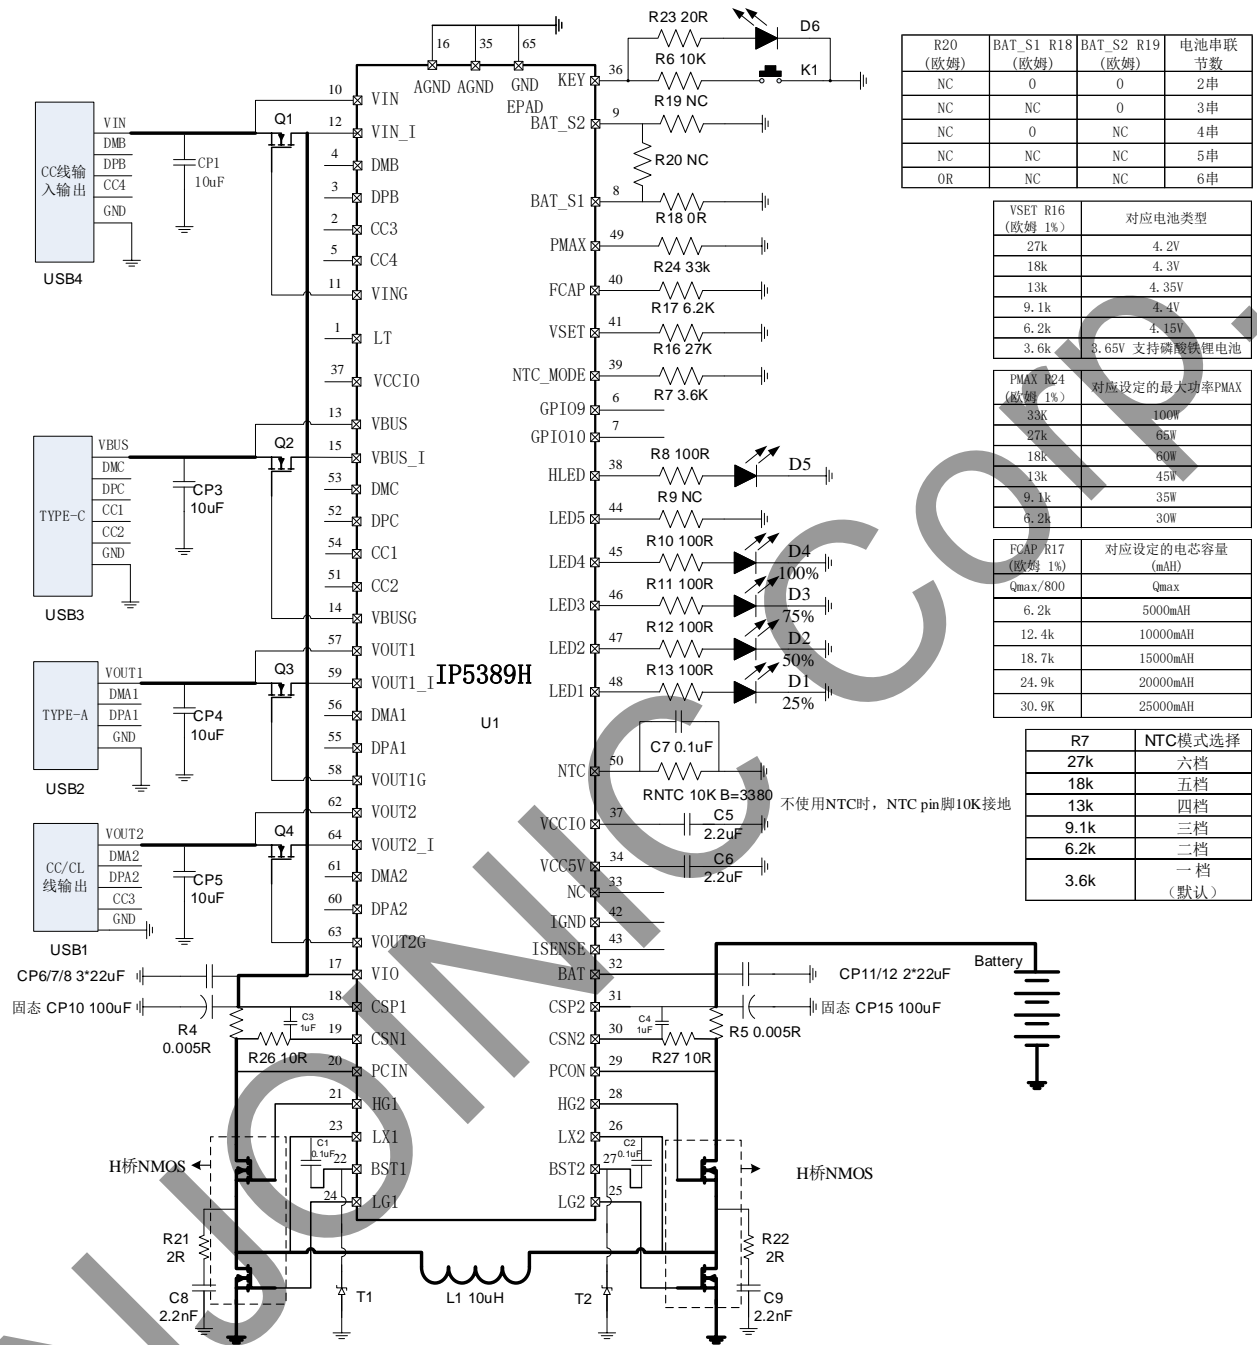 R23 20R
D6
16 35 65
36
AGND AGND GND
EPAD
KEY
R6 10K
K1
10
VIN
Q1
12
VIN_I
9
R19 NC
BAT_S2
4
DMB
R20 NC
3
DPB
8
BAT_S1
R18 0R
2
CC3
49
PMAX
R24 33k
5
CC4
40
FCAP
R17 6.2K
11
VING
41
VSET
R16 27K
1
LT
39
NTC_MODE
R7 3.6K
37
VCCIO
6
GPIO9
7
GPIO10
13
VBUS
Q2
15
VBUS_I
38
HLED
R8 100R
D5
53
DMC
44
LED5
R9 NC
52
DPC
45
LED4
R10 100R
D4
100%
54
CC1
46
LED3
R11 100R
D3
75%
51
CC2
47
LED2
R12 100R
D2
50%
14
VBUSG
48
LED1
R13 100R
D1
25%
57
VOUT1
Q3
59
VOUT1_I
IP5389H
U1
56
DMA1
55
DPA1
58
VOUT1G
50
NTC
C7 0.1uF
RNTC 10K B=3380
不使用NTC时，NTC pin脚10K接地
62
VOUT2
37
VCCIO
C5
2.2uF
Q4
64
VOUT2_I
34
VCC5V
C6
2.2uF
61
DMA2
33
NC
60
DPA2
42
IGND
63
VOUT2G
43
ISENSE
17
VIO
32
BAT
18
CSP1
31
CSP2
19
CSN1
30
CSN2
20
PCIN
29
PCON
21
HG1
28
HG2
23
LX1
26
LX2
22
BST1
27
BST2
24
LG1
25
LG2
CC线输
入输出
VIN
DMB
DPB
CC4
GND
USB4
CP1
10uF
TYPE-C
VBUS
DMC
DPC
CC1
CC2
GND
USB3
CP3
10uF
TYPE-A
VOUT1
DMA1
DPA1
GND
USB2
CP4
10uF
CC/CL
线输出
VOUT2
DMA2
DPA2
CC3
GND
USB1
CP5
10uF
CP6/7/8 3*22uF
固态 CP10 100uF
R4
0.005R
C3
1uF
R26 10R
Battery
CP11/12 2*22uF
固态 CP15 100uF
C4
1uF
R5 0.005R
R27 10R
H桥NMOS
C1
0.1uF
C2
0.1uF
H桥NMOS
R21
2R
C8
2.2nF
T1
L1 10uH
T2
R22
2R
C9
2.2nF
R20
(欧姆) BAT_S1 R18
(欧姆) BAT_S2 R19
(欧姆) 电池串联
节数
NC 0 0 2串
NC NC 0 3串
NC 0 NC 4串
NC NC NC 5串
0R NC NC 6串
VSET R16
(欧姆 1%) 对应电池类型
27k 4.2V
18k 4.3V
13k 4.35V
9.1k 4.4V
6.2k 4.15V
3.6k 3.65V 支持磷酸铁锂电池
PMAX R24
(欧姆 1%) 对应设定的最大功率PMAX
33K 100W
27k 65W
18k 60W
13k 45W
9.1k 35W
6.2k 30W
FCAP R17
(欧姆 1%) 对应设定的电芯容量
(mAH)
Qmax/800 Qmax
6.2k 5000mAH
12.4k 10000mAH
18.7k 15000mAH
24.9k 20000mAH
30.9K 25000mAH
R7 NTC模式选择
27k 六档
18k 五档
13k 四档
9.1k 三档
6.2k 二档
3.6k 一档
（默认）
INJOINIC Corp.